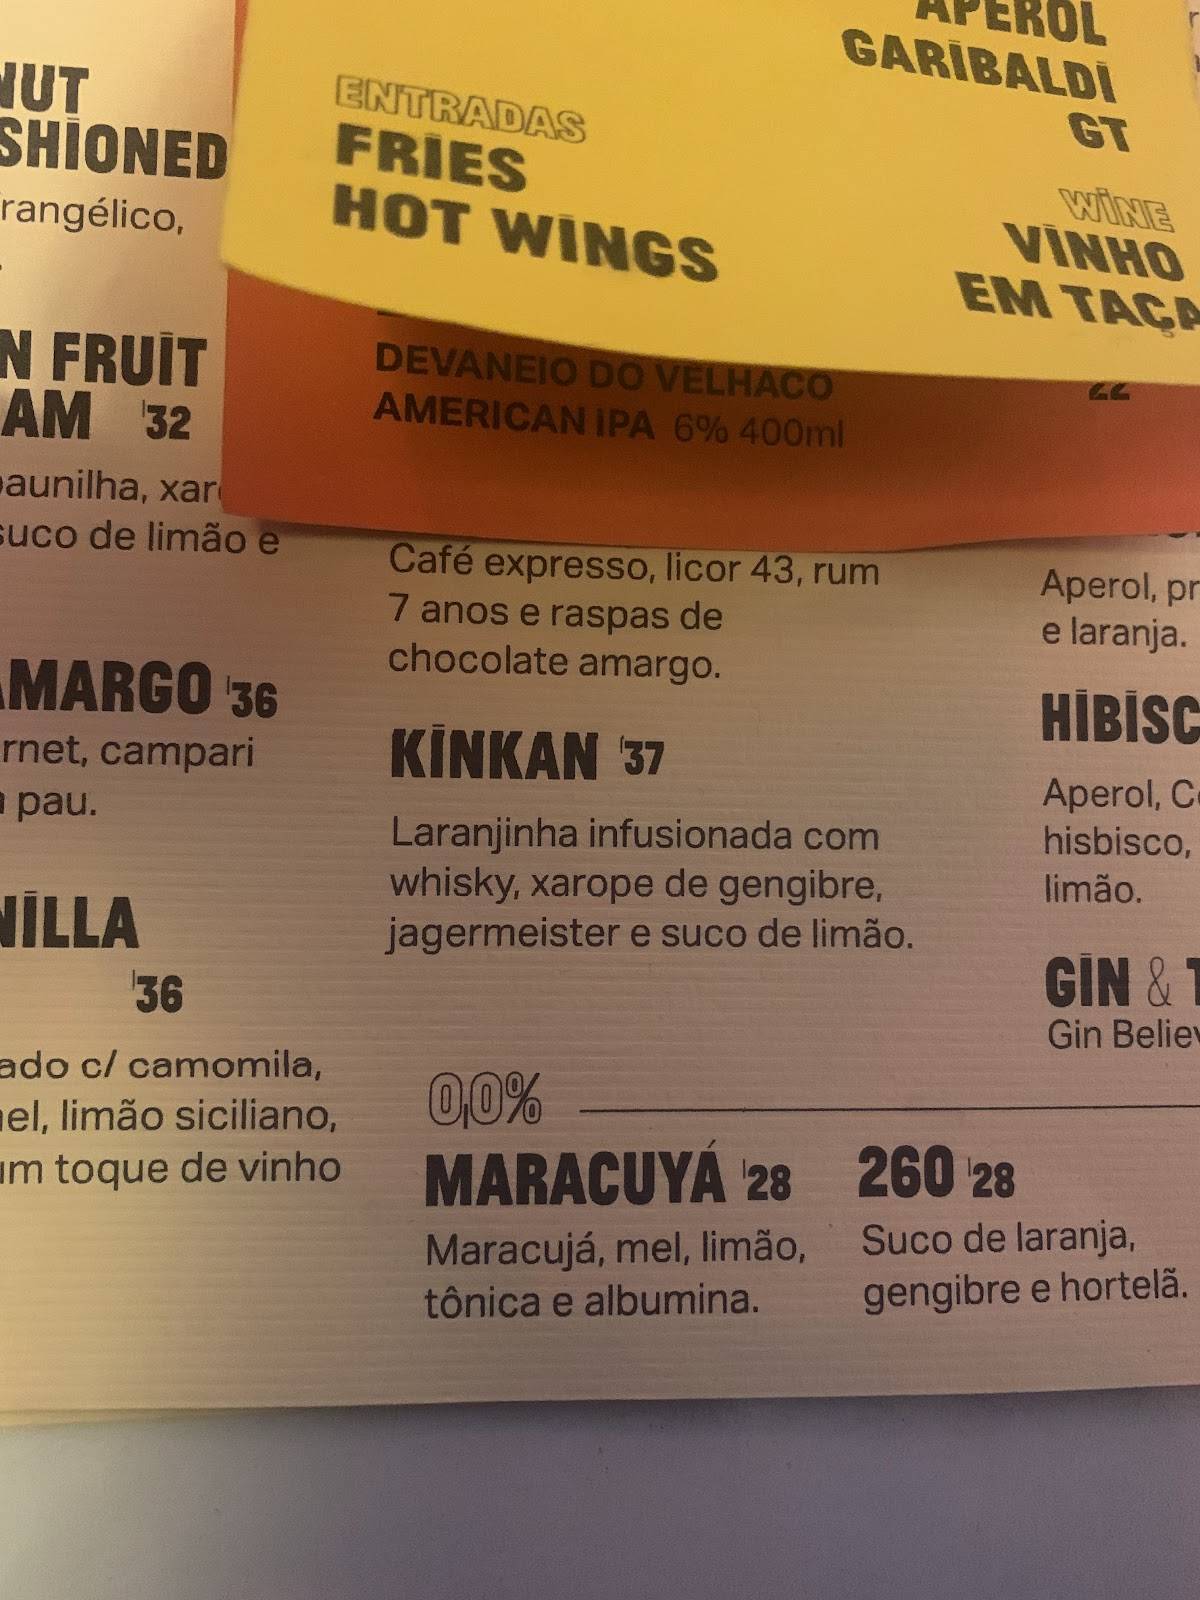 APEROL
GARIBALDI
GT
ENTRADAS
FRIES
HOT WINGS
WINE
VINHO
EM TAÇA
DEVANEIO DO VELHACO
AMERICAN IPA 6% 400ml
22
NUT
SHIONED
rangélico,
N FRUIT
AM '32
aunilha, xar
suco de limão e
AMARGO '36
rnet, campari
pau.
NILLA
'36
ado c/ camomila,
el, limão siciliano,
um toque de vinho
Café expresso, licor 43, rum
7 anos e raspas de
chocolate amargo.
KINKAN '37
Laranjinha infusionada com
whisky, xarope de gengibre,
jagermeister e suco de limão.
Aperol, pr
e laranja.
HIBISC
Aperol, C
hisbisco,
limão.
GIN & T
Gin Believ
0,0%
MARACUYÁ '28
Maracujá, mel, limão,
tônica e albumina.
260 '28
Suco de laranja,
gengibre e hortelã.